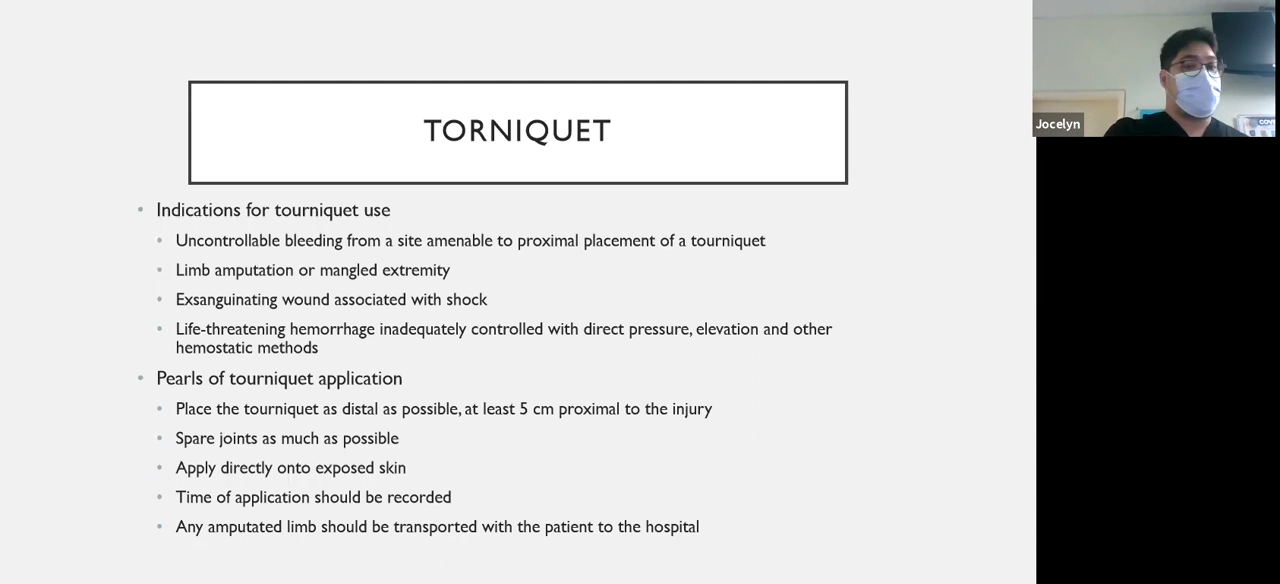 TORNIQUET
Indications for tourniquet use
Uncontrollable bleeding from a site amenable to proximal placement of a tourniquet
Limb amputation or mangled extremity
Exsanguinating wound associated with shock
Life-threatening hemorrhage inadequately controlled with direct pressure, elevation and other
hemostatic methods
Pearls of tourniquet application
Place the tourniquet as distal as possible, at least 5 cm proximal to the injury
Spare joints as much as possible
Apply directly onto exposed skin
Time of application should be recorded
Any amputated limb should be transported with the patient to the hospital
Jocelyn